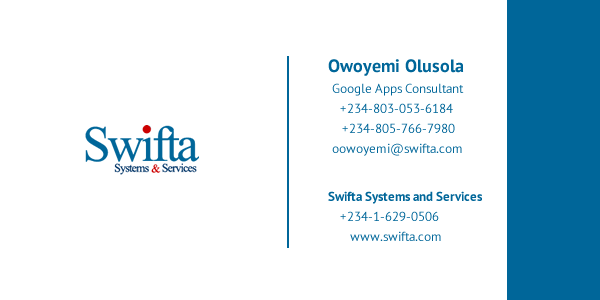 Swifta
Systems & Services
Owoyemi Olusola
Google Apps Consultant
+234-803-053-6184
+234-805-766-7980
oowoyemi@swifta.com
Swifta Systems and Services
+234-1-629-0506
www.swifta.com